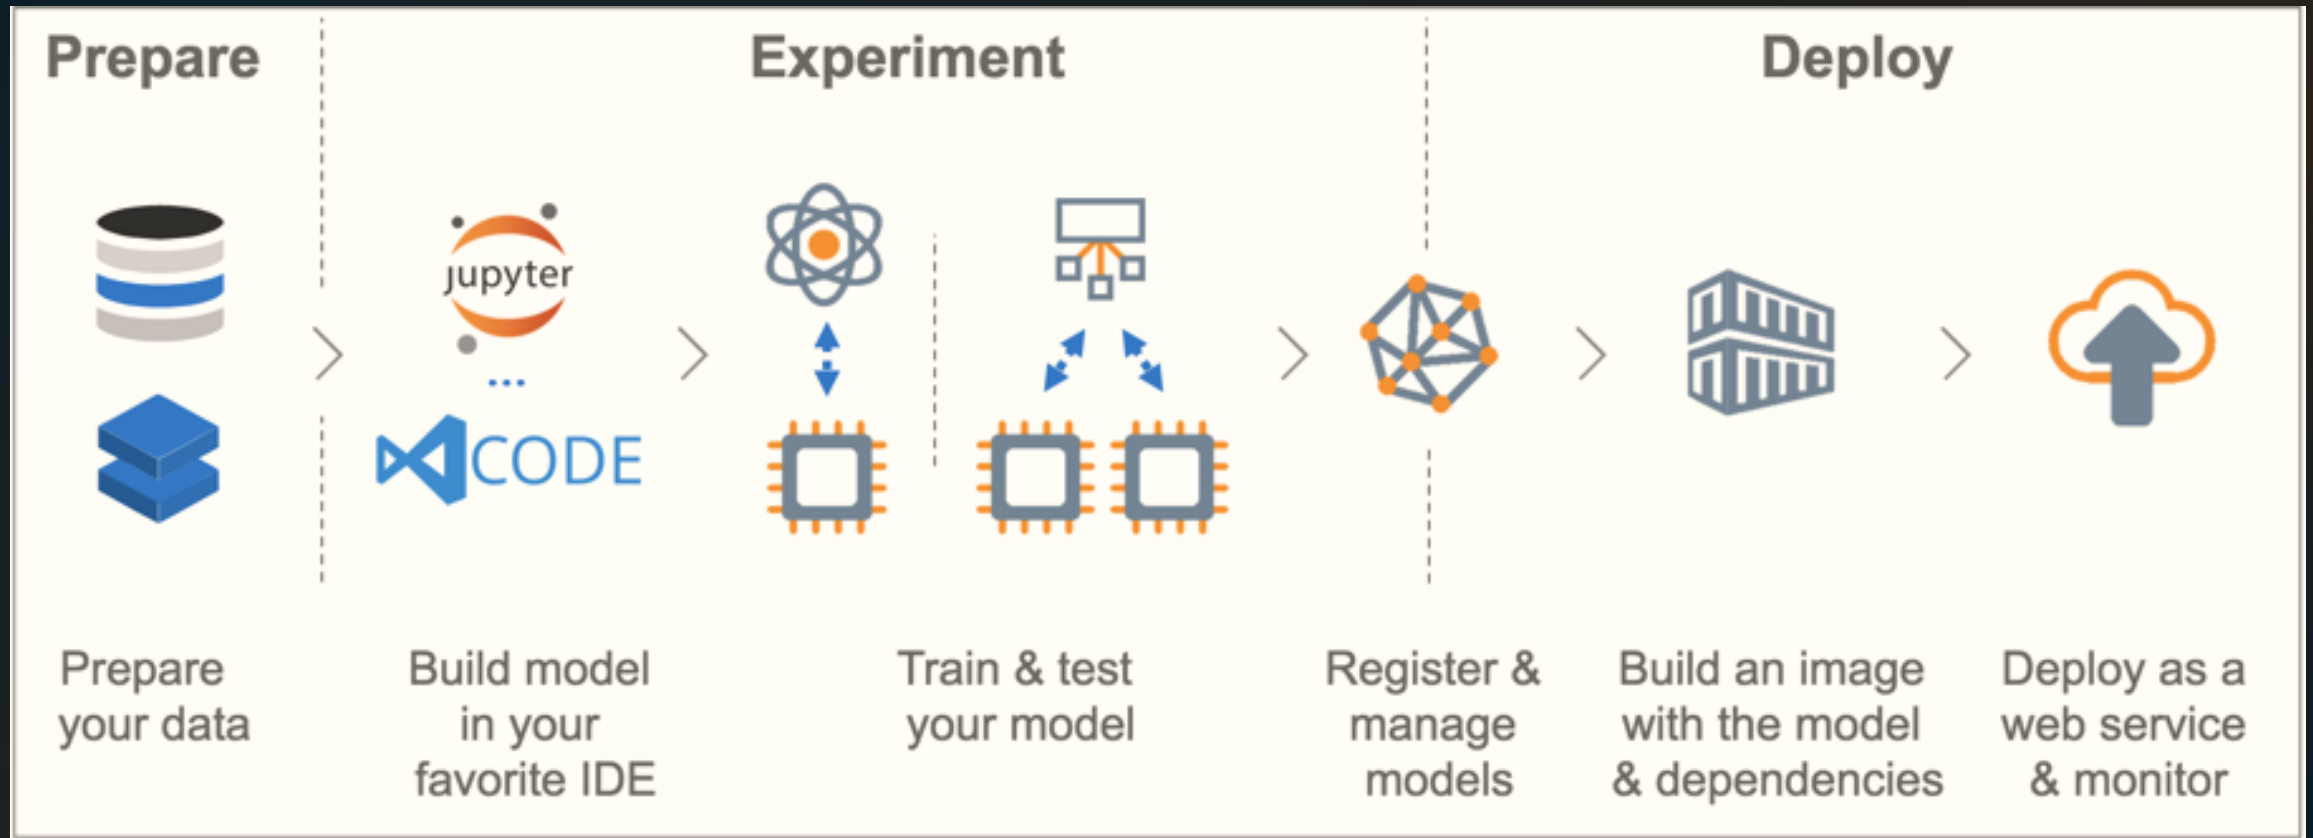 Prepare
Experiment
Deploy
jupyter
...
CODE
Prepare
your data
Build model
in your
favorite IDE
Train & test
your model
Register &
manage
models
Build an image
with the model
& dependencies
Deploy as a
web service
& monitor